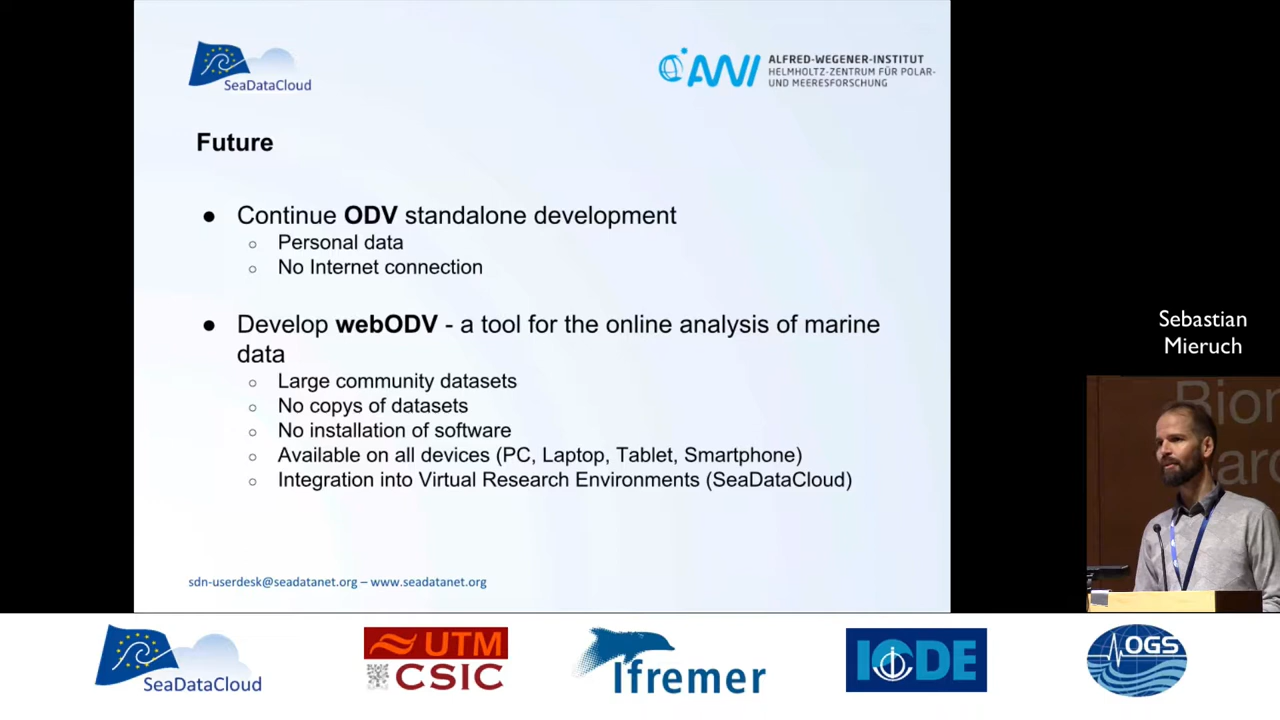 SeaDataCloud
AWI
ALFRED-WEGENER-INSTITUT
HELMHOLTZ-ZENTRUM FÜR POLAR-
UND MEERESFORSCHUNG
Future
● Continue ODV standalone development
○ Personal data
○ No Internet connection
● Develop webODV - a tool for the online analysis of marine
data
○ Large community datasets
○ No copys of datasets
○ No installation of software
○ Available on all devices (PC, Laptop, Tablet, Smartphone)
○ Integration into Virtual Research Environments (SeaDataCloud)
sdn-userdesk@seadatanet.org – www.seadatanet.org
Sebastian
Mieruch
SeaDataCloud
UTM
CSIC
Ifremer
IODE
OGS